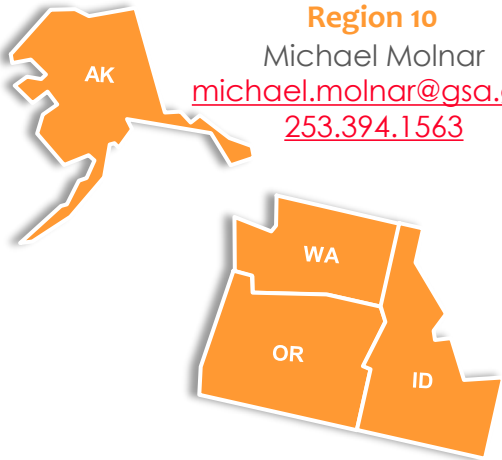 Region 10
Michael Molnar
michael.molnar@gsa.
253.394.1563
AK
WA
OR
ID